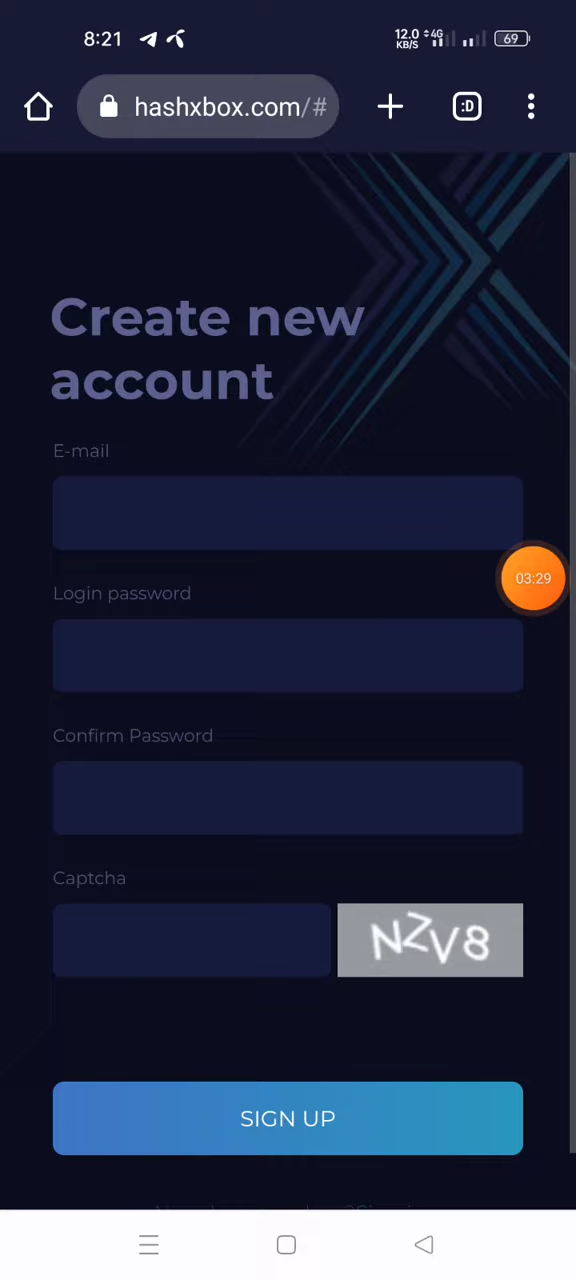 8:21 12.0 KB/S 4G 69
hashxbox.com/# :D
Create new
account
E-mail
03:29
Login password
Confirm Password
Captcha
NZV8
SIGN UP